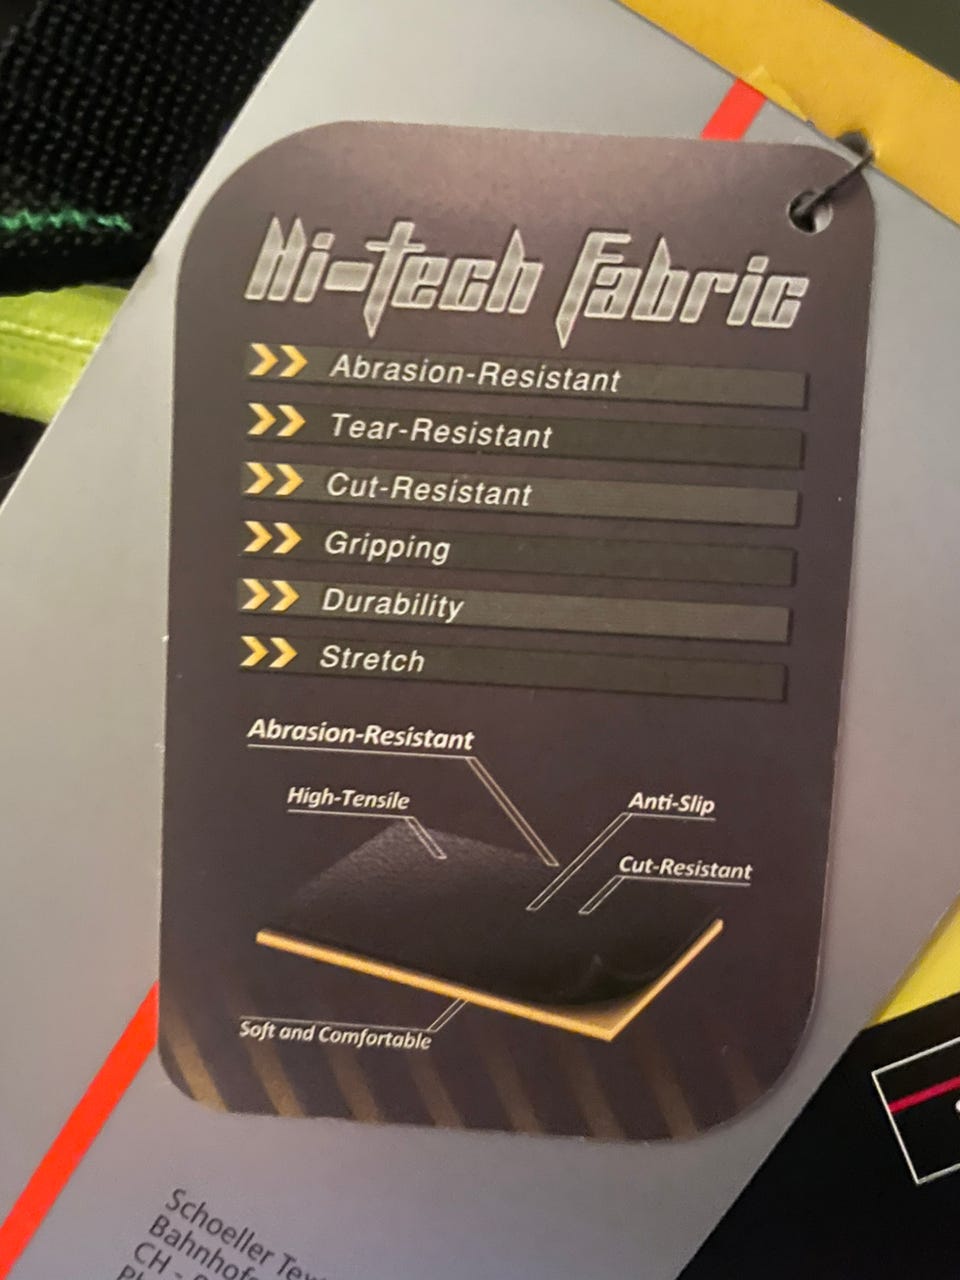 Hi-Tech Fabric
Abrasion-Resistant
Tear-Resistant
Cut-Resistant
Gripping
Durability
Stretch
Abrasion-Resistant
High-Tensile
Anti-Slip
Cut-Resistant
Soft and Comfortable
Schoeller
CH -